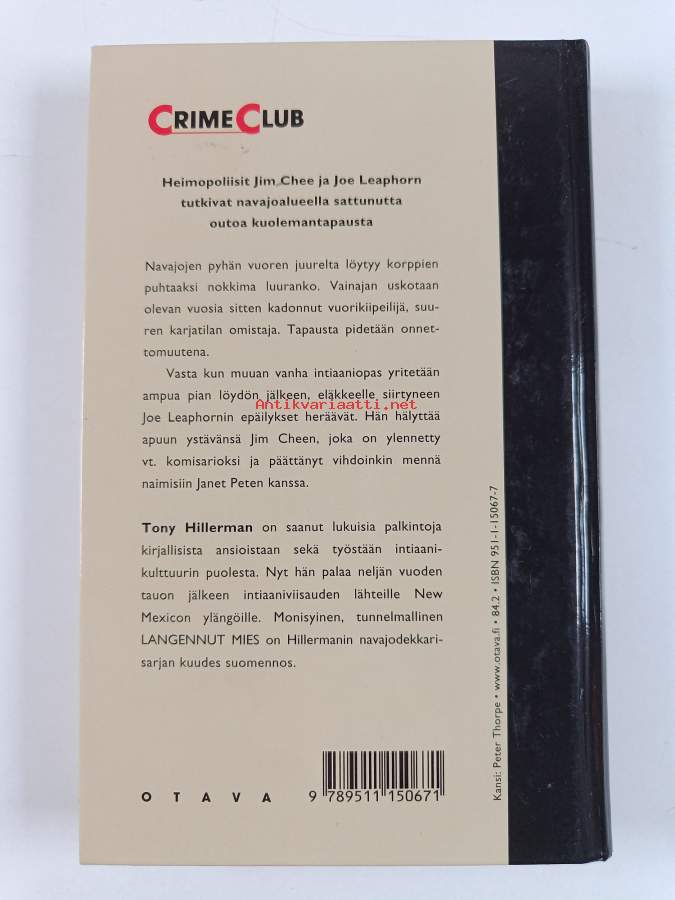 CRIME CLUB
Heimopoliisit Jim Chee ja Joe Leaphorn
tutkivat navajoalueella sattunutta
outoa kuolemantapausta
Navajojen pyhän vuoren juurelta löytyy korppien
puhtaaksi nokkima luuranko. Vainajan uskotaan
olevan vuosia sitten kadonnut vuorikiipeilijä, suu-
ren karjatilan omistaja. Tapausta pidetään onnet-
tomuutena.
Vasta kun muuan vanha intiaaniopas yritetään
ampua pian löydön jälkeen, eläkkeelle siirtyneen
Antikvariaatti.net
Joe Leaphornin epäilykset heräävät. Hän hälyttää
apuun ystävänsä Jim Cheen, joka on ylennetty
vt. komisarioksi ja päättänyt vihdoinkin mennä
naimisiin Janet Peten kanssa.
Tony Hillerman on saanut lukuisia palkintoja
kirjallisista ansioistaan sekä työstään intiaani-
kulttuurin puolesta. Nyt hän palaa neljän vuoden
tauon jälkeen intiaaniviisauden lähteille New
Mexicon ylängöille. Monisyinen, tunnelmallinen
LANGENNUT MIES on Hillermanin navajodekkari-
sarjan kuudes suomennos.
OTAVA
9 789511 150671
Kansi: Peter Thorpe • www.otava.fi • 84.2 • ISBN 951-1-15067-7